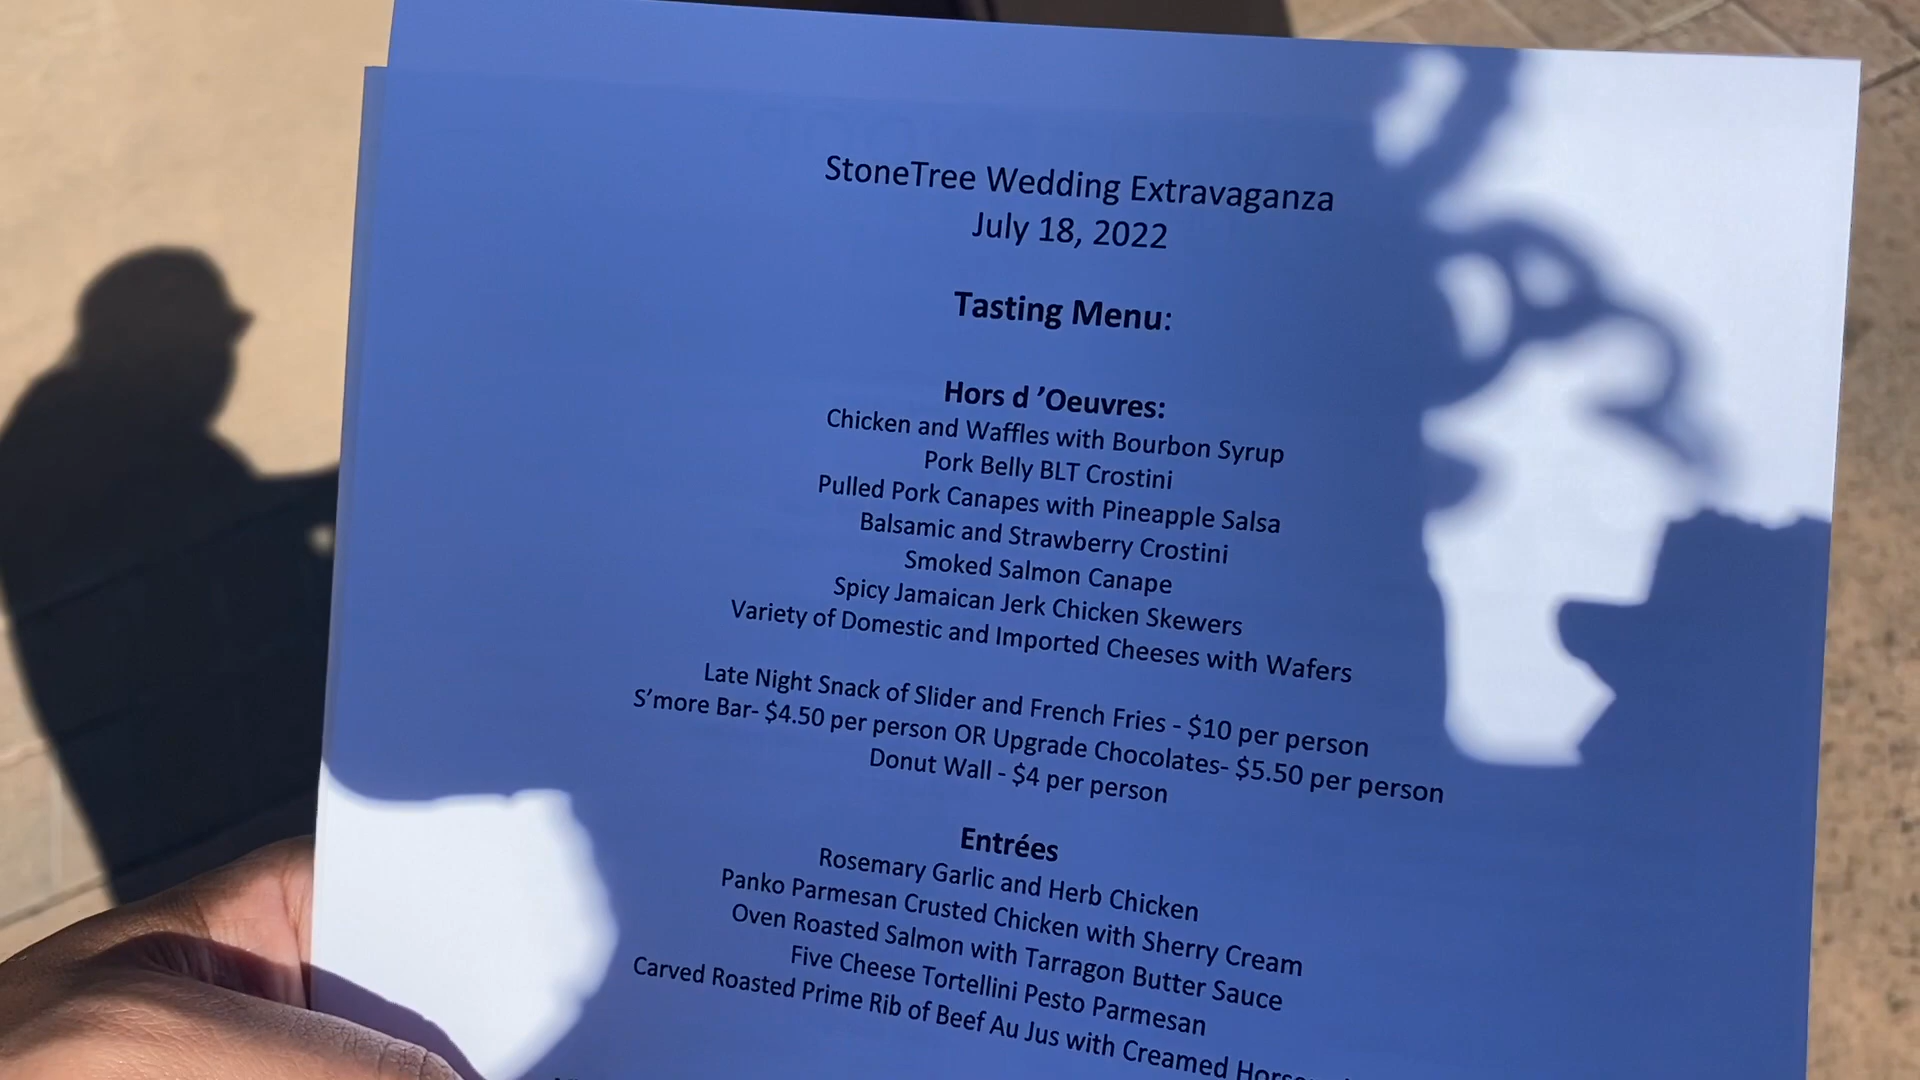 StoneTree Wedding Extravaganza
July 18, 2022
Tasting Menu:
Hors d ’Oeuvres:
Chicken and Waffles with Bourbon Syrup
Pork Belly BLT Crostini
Pulled Pork Canapes with Pineapple Salsa
Balsamic and Strawberry Crostini
Smoked Salmon Canape
Spicy Jamaican Jerk Chicken Skewers
Variety of Domestic and Imported Cheeses with Wafers
Late Night Snack of Slider and French Fries - $10 per person
S’more Bar- $4.50 per person OR Upgrade Chocolates- $5.50 per person
Donut Wall - $4 per person
Entrées
Rosemary Garlic and Herb Chicken
Panko Parmesan Crusted Chicken with Sherry Cream
Oven Roasted Salmon with Tarragon Butter Sauce
Five Cheese Tortellini Pesto Parmesan
Carved Roasted Prime Rib of Beef Au Jus with Creamed